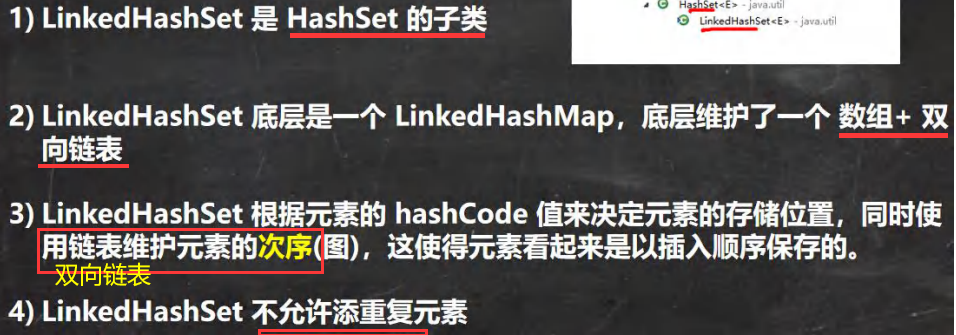 1) LinkedHashSet 是 HashSet 的子类
HashSet<E> - java.util
LinkedHashSet<E> - java.util
2) LinkedHashSet 底层是一个 LinkedHashMap，底层维护了一个 数组+ 双
向链表
3) LinkedHashSet 根据元素的 hashCode 值来决定元素的存储位置，同时使
用链表维护元素的次序(图)，这使得元素看起来是以插入顺序保存的。
双向链表
4) LinkedHashSet 不允许添重复元素